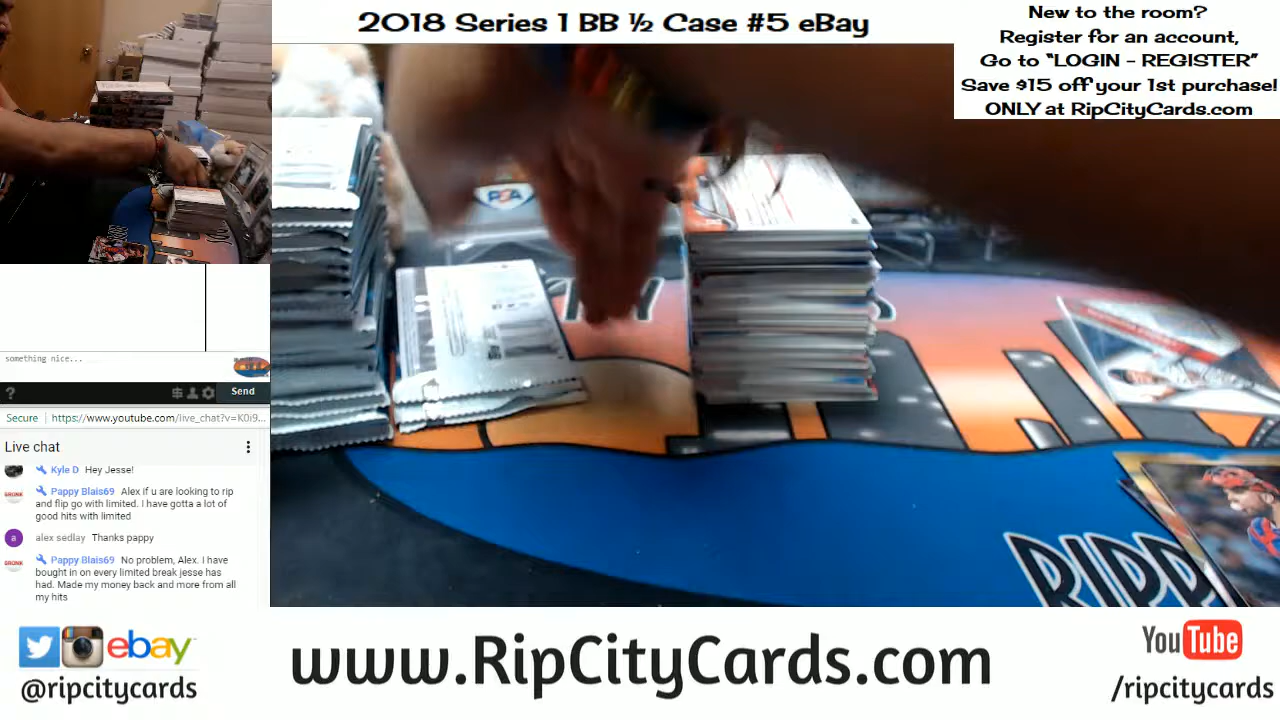 2018 Series 1 BB ½ Case #5 eBay
New to the room?
Register for an account,
Go to "LOGIN - REGISTER"
Save $15 off your 1st purchase!
ONLY at RipCityCards.com
PSA
something nice...
?
Send
Secure
https://www.youtube.com/live_chat?v=K0i9...
Live chat
Kyle D Hey Jesse!
Pappy Blais69 Alex if u are looking to rip
and flip go with limited. I have gotta a lot of
good hits with limited
a
alex sedlay Thanks pappy
Pappy Blais69 No problem, Alex. I have
bought in on every limited break jesse has
had. Made my money back and more from all
my hits
RIPP
ebay
@ripcitycards
www.RipCityCards.com
YouTube
/ripcitycards